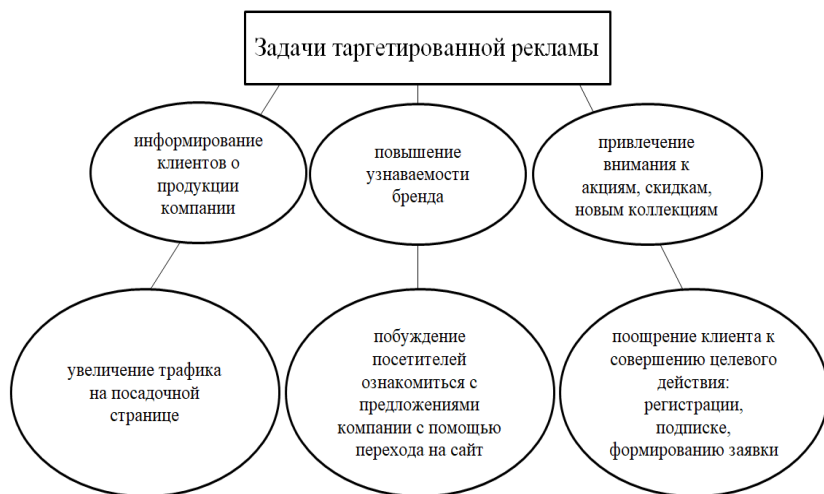 Задачи таргетированной рекламы
информирование
клиентов о
продукции
компании
повышение
узнаваемости
бренда
привлечение
внимания к
акциям, скидкам,
новым коллекциям
увеличение трафика
на посадочной
странице
побуждение
посетителей
ознакомиться с
предложениями
компании с помощью
перехода на сайт
поощрение клиента к
совершению целевого
действия:
регистрации,
подписке,
формированию заявки